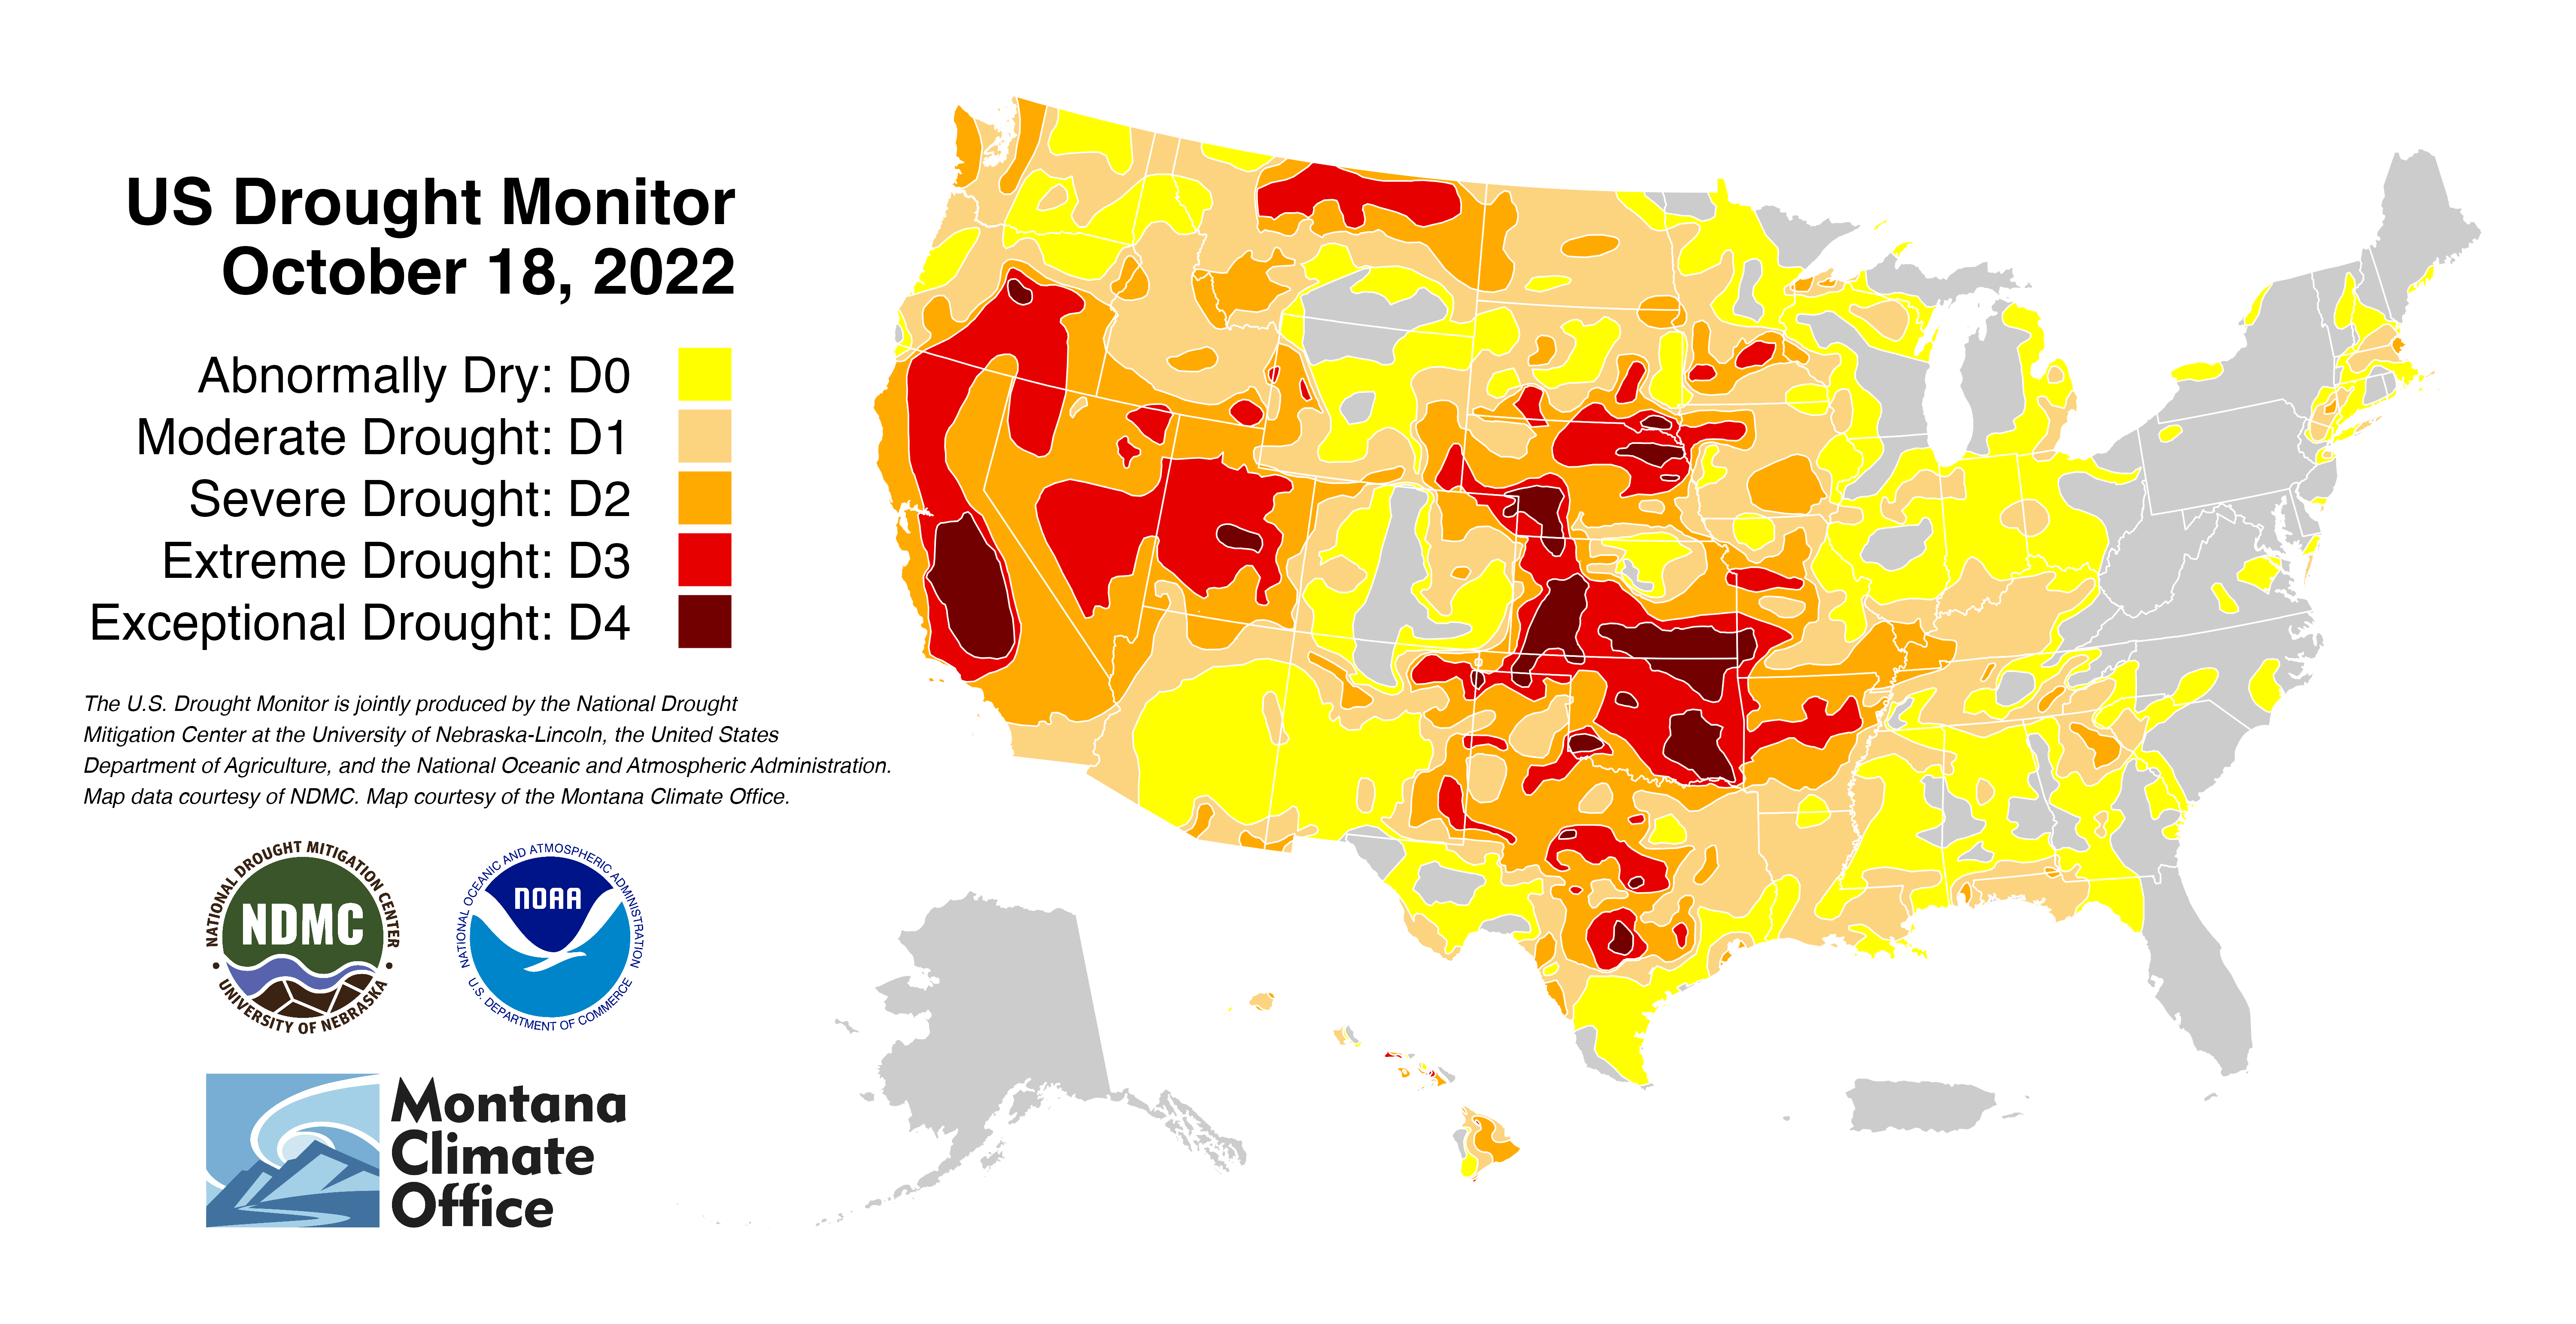 US Drought Monitor
October 18, 2022
Abnormally Dry: D0
Moderate Drought: D1
Severe Drought: D2
Extreme Drought: D3
Exceptional Drought: D4
The U.S. Drought Monitor is jointly produced by the National Drought
Mitigation Center at the University of Nebraska-Lincoln, the United States
Department of Agriculture, and the National Oceanic and Atmospheric Administration.
Map data courtesy of NDMC. Map courtesy of the Montana Climate Office.
NATIONAL DROUGHT MITIGATION CENTER
NDMC
• UNIVERSITY OF NEBRASKA •
NATIONAL OCEANIC AND ATMOSPHERIC ADMINISTRATION
NOAA
U.S. DEPARTMENT OF COMMERCE
Montana
Climate
Office